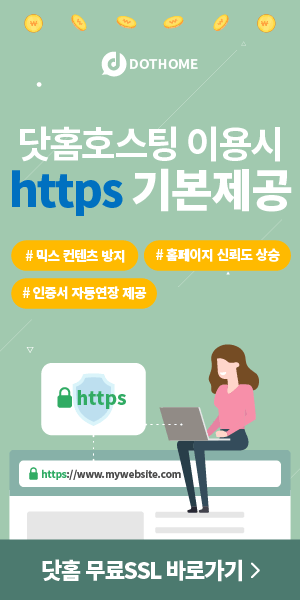 DOTHOME
닷홈호스팅 이용시
https 기본제공
# 믹스 컨텐츠 방지
# 홈페이지 신뢰도 상승
# 인증서 자동연장 제공
https
https://www.mywebsite.com
닷홈 무료SSL 바로가기